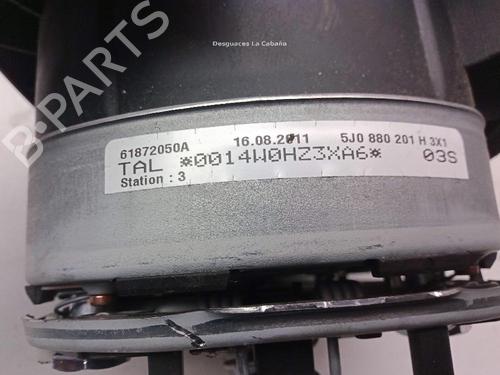 Desguaces La Cabaña
61872050A 16.08.2011 5J0 880 201 H 3X1
TAL *0014W0HZ3XA6* 03S
Station : 3
B-PARTS